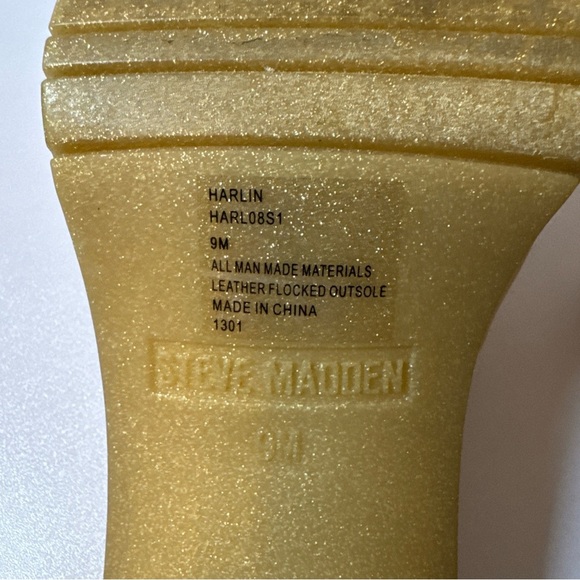 HARLIN
HARL08S1
9M
ALL MAN MADE MATERIALS
LEATHER FLOCKED OUTSOLE
MADE IN CHINA
1301
STEVE MADDEN
9M